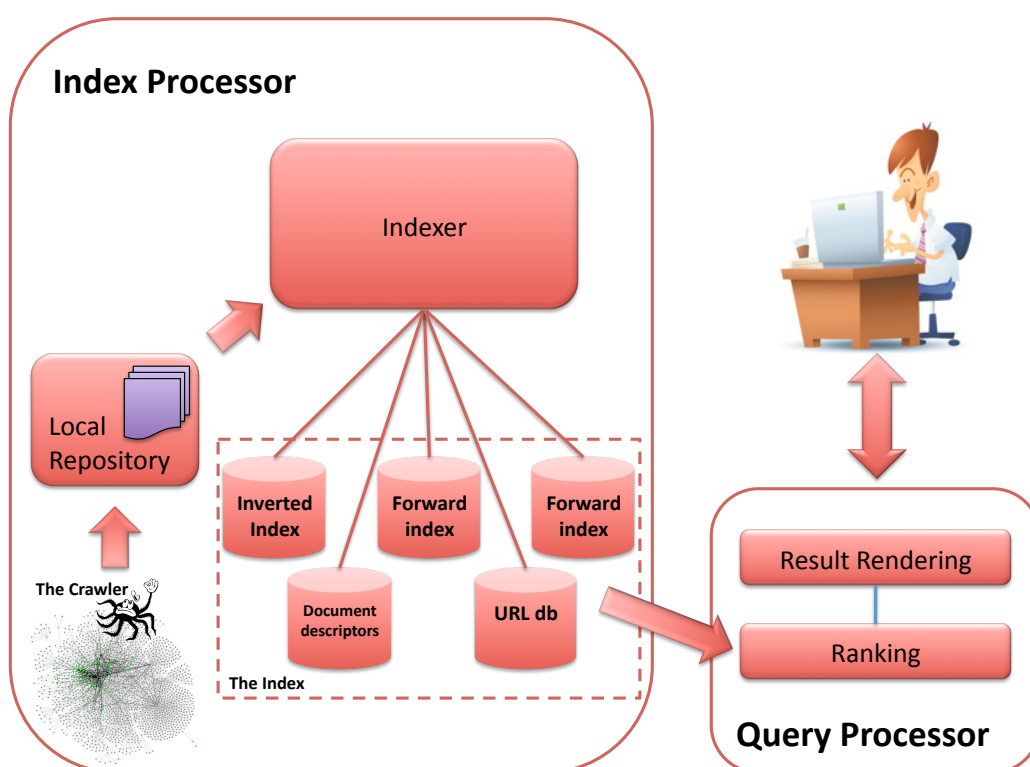 Index Processor
Indexer
Local
Repository
Inverted
Index
Forward
index
Forward
index
The Crawler
Document
descriptors
URL db
The Index
Result Rendering
Ranking
Query Processor